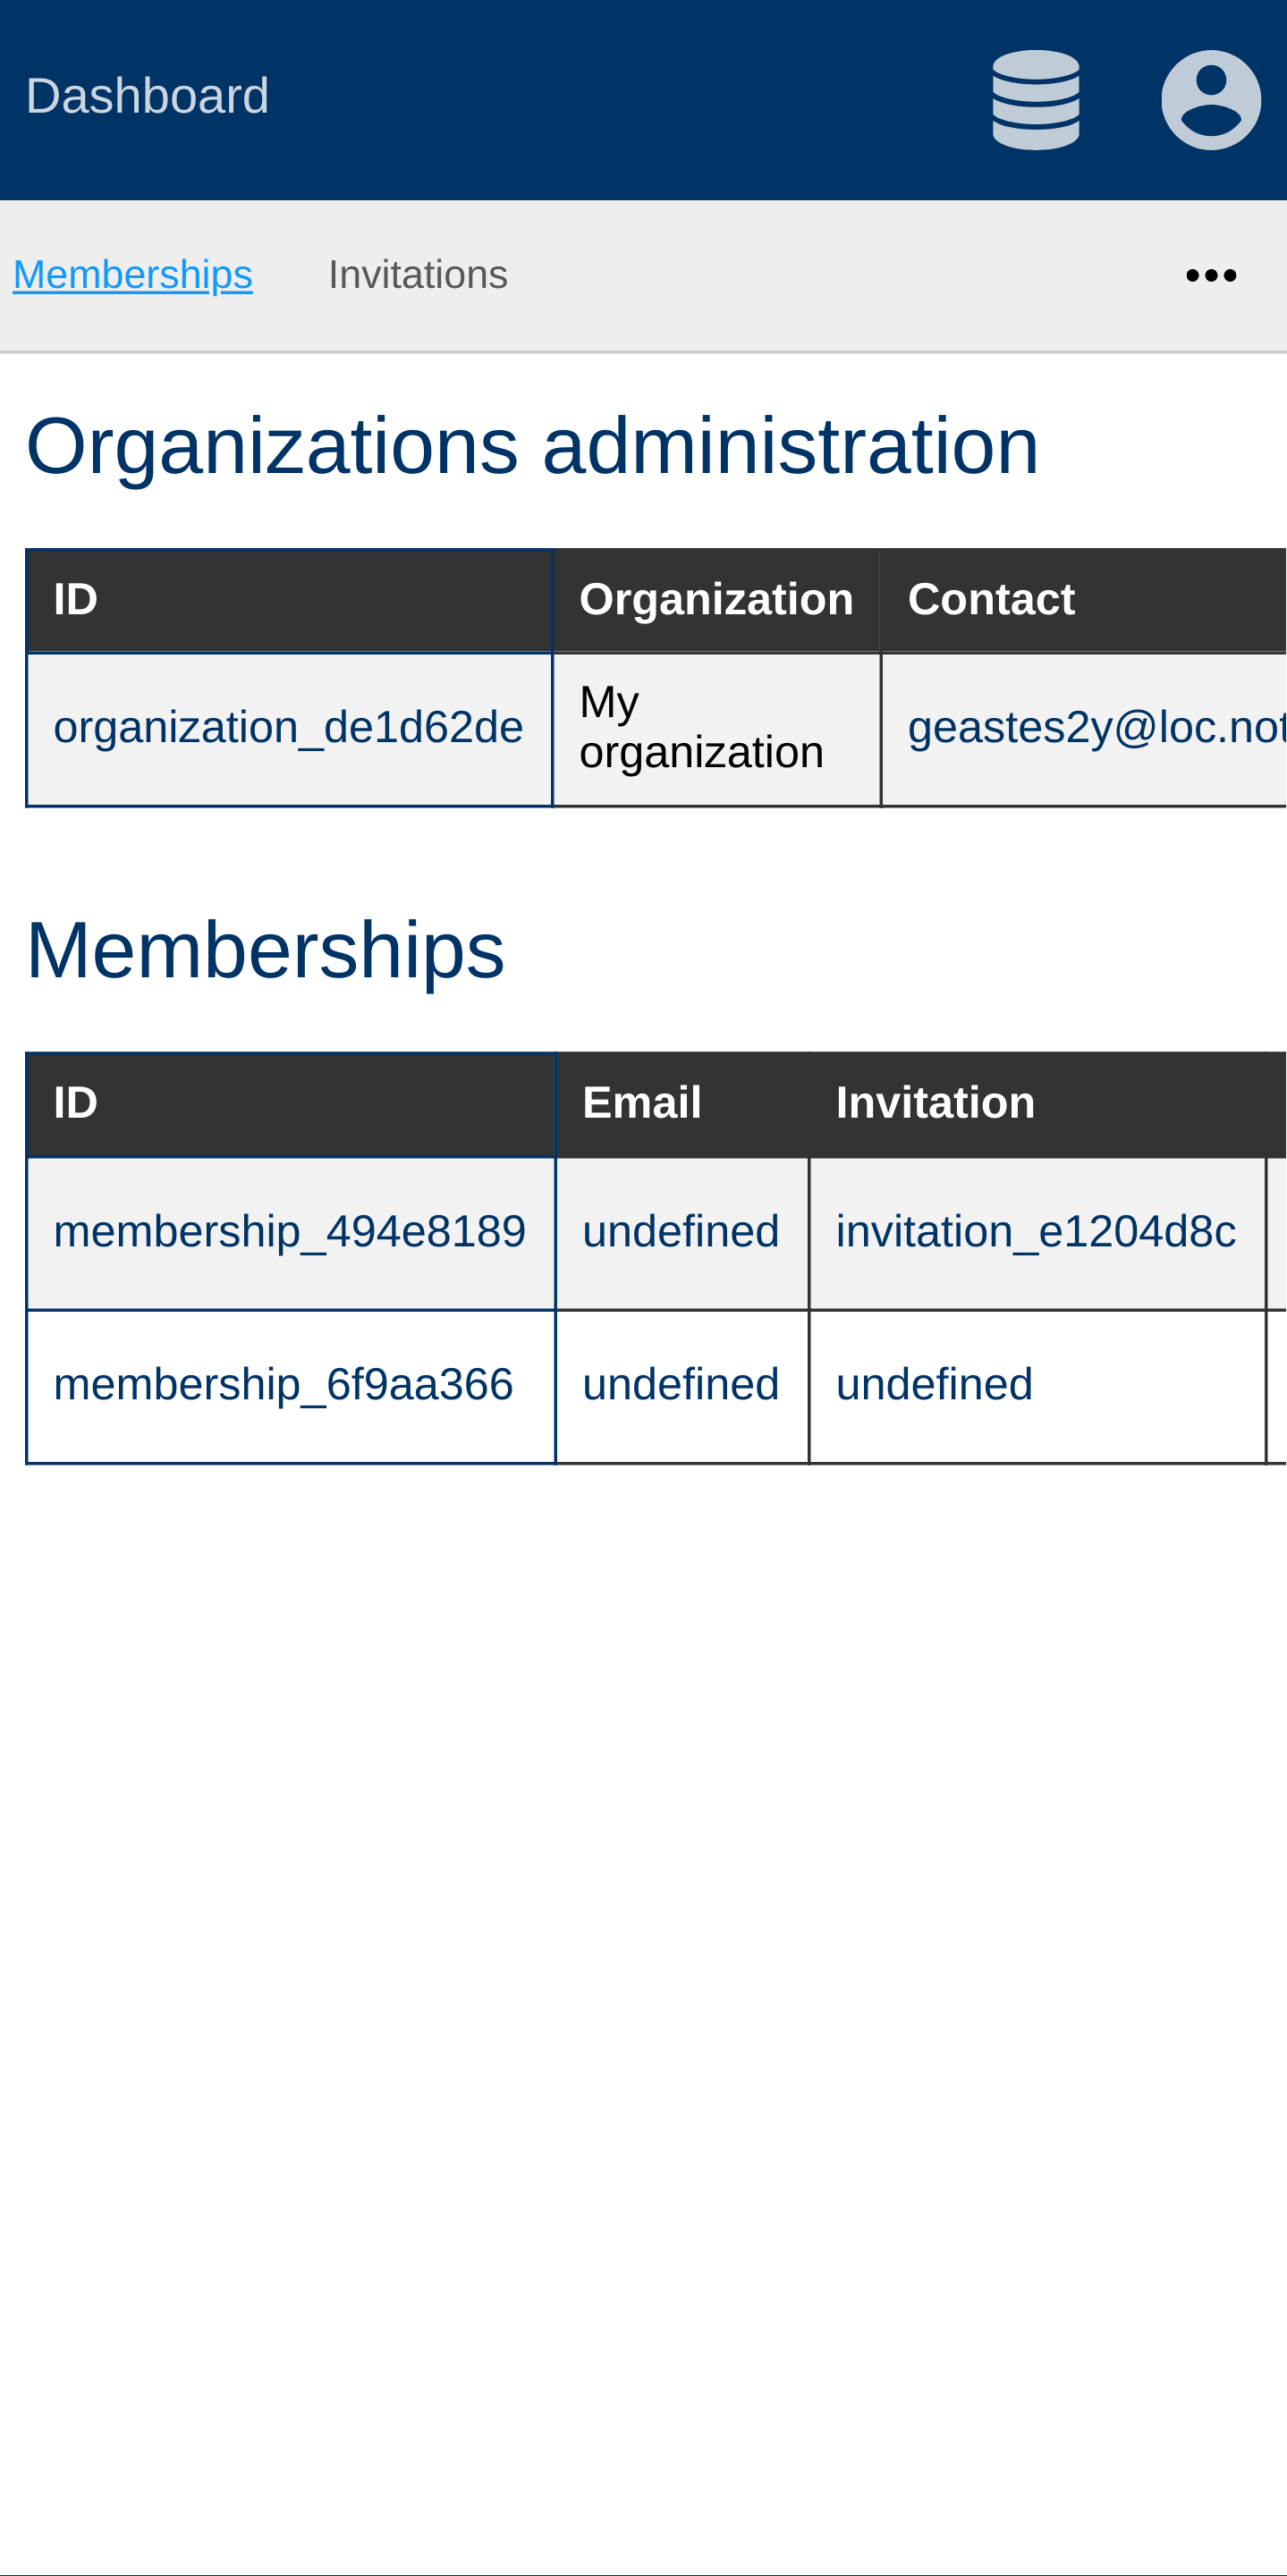 Dashboard
Memberships Invitations
Organizations administration
ID Organization Contact
organization_de1d62de My organization geastes2y@loc.not
Memberships
ID Email Invitation
membership_494e8189 undefined invitation_e1204d8c
membership_6f9aa366 undefined undefined